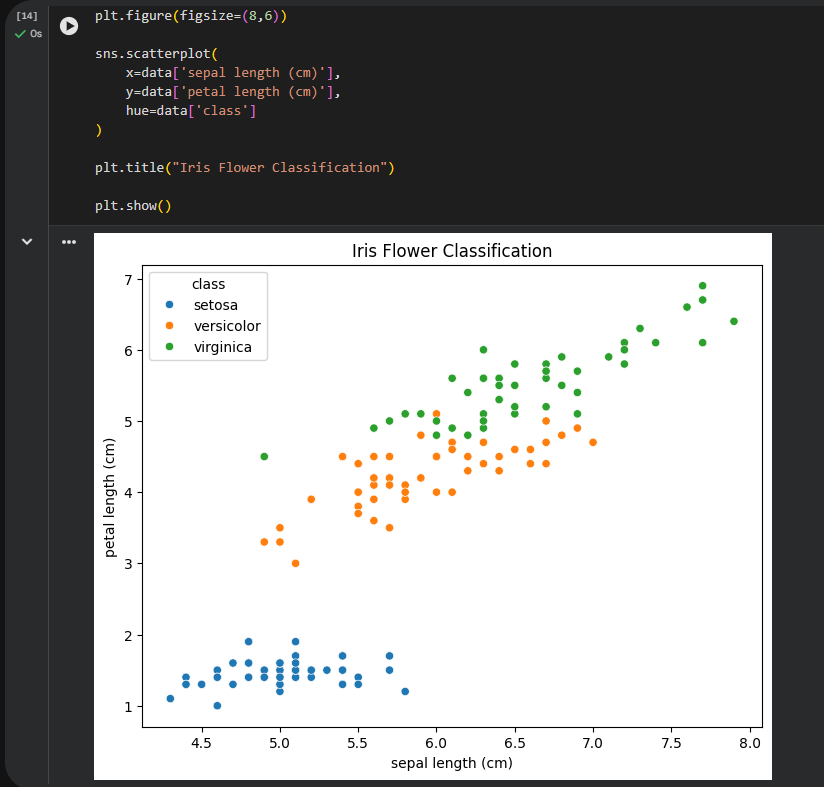 [14]
0s
plt.figure(figsize=(8,6))
sns.scatterplot(
    x=data['sepal length (cm)'],
    y=data['petal length (cm)'],
    hue=data['class']
)
plt.title("Iris Flower Classification")
plt.show()
Iris Flower Classification
class
setosa
versicolor
virginica
7
6
5
4
3
2
1
petal length (cm)
4.5 5.0 5.5 6.0 6.5 7.0 7.5 8.0
sepal length (cm)